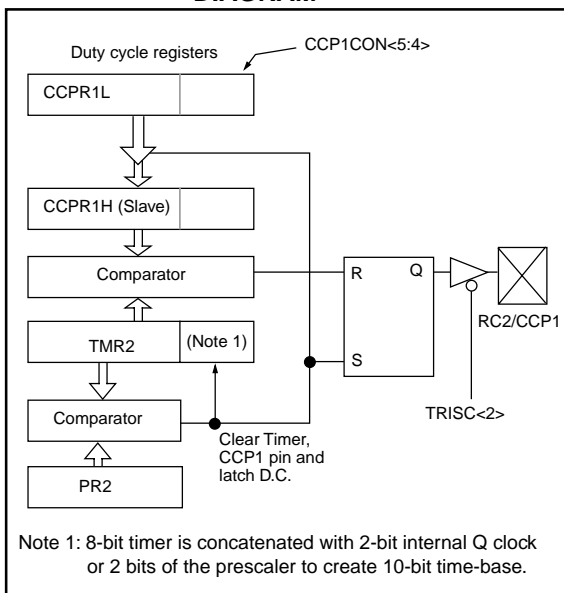 DIAGRAM
Duty cycle registers
CCP1CON<5:4>
CCPR1L
CCPR1H (Slave)
Comparator
R
Q
RC2/CCP1
TMR2
(Note 1)
S
TRISC<2>
Comparator
Clear Timer,
CCP1 pin and
latch D.C.
PR2
Note 1: 8-bit timer is concatenated with 2-bit internal Q clock
or 2 bits of the prescaler to create 10-bit time-base.